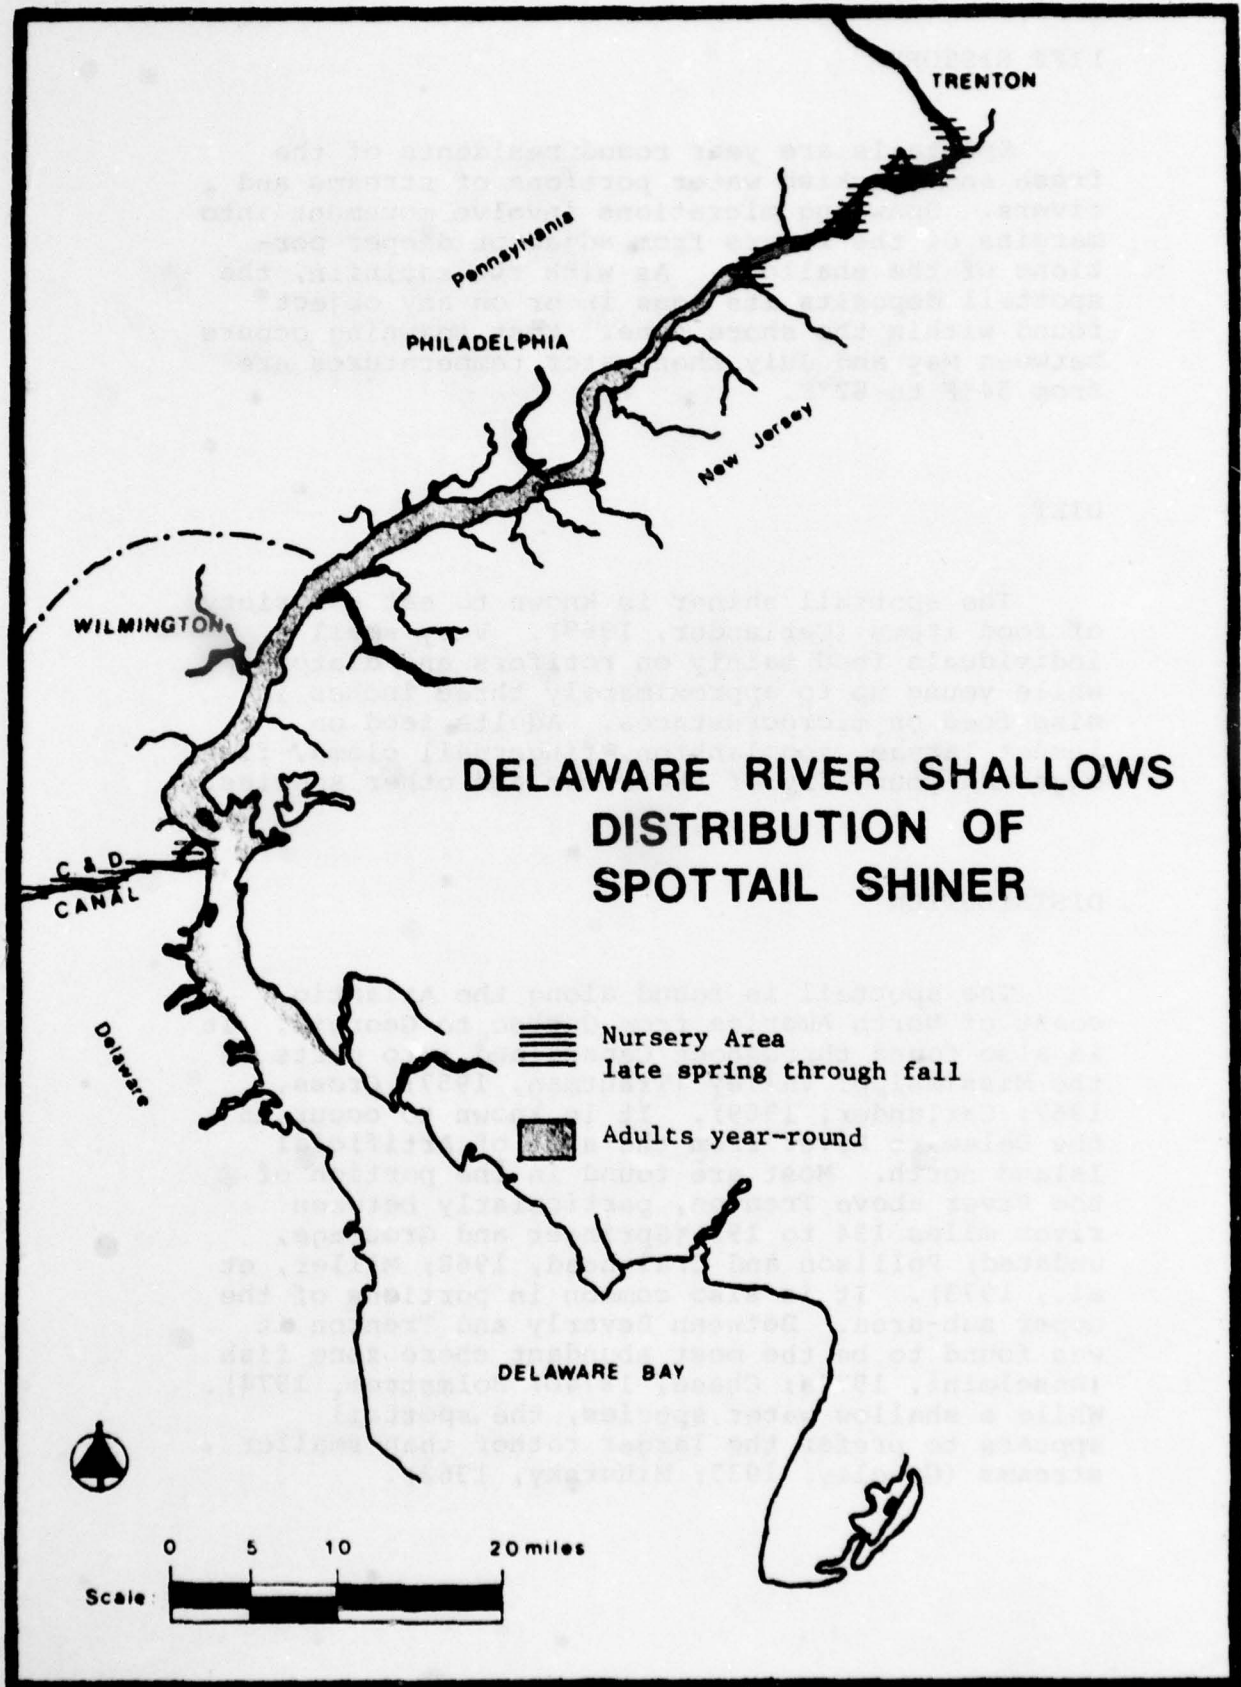 TRENTON
Pennsylvania
PHILADELPHIA
New Jersey
WILMINGTON
DELAWARE RIVER SHALLOWS
DISTRIBUTION OF
SPOTTAIL SHINER
C & D
CANAL
Delaware
Nursery Area
late spring through fall
Adults year-round
DELAWARE BAY
0 5 10 20 miles
Scale: